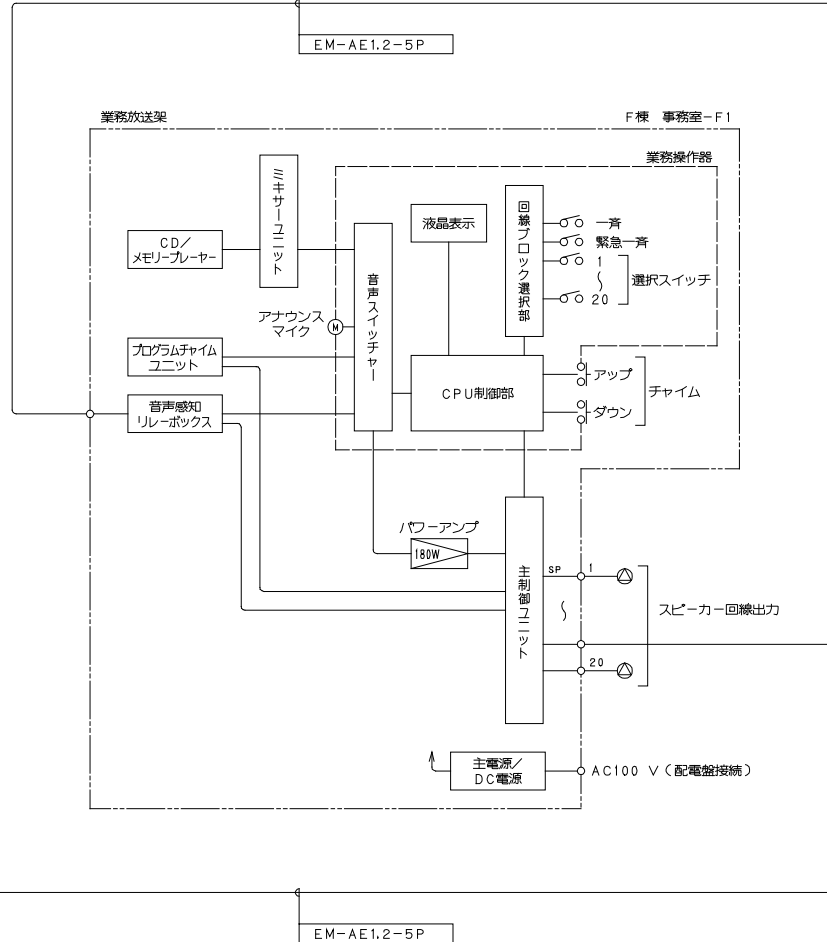 EM-AE1.2-5P
業務放送架
F棟 事務室-F1
業務操作器
ミキサーユニット
回線ブロック選択部
液晶表示
一斉
緊急一斉
CD/
メモリープレーヤー
音声スイッチャー
1
〜
20
選択スイッチ
アナウンス
マイク
M
プログラムチャイム
ユニット
CPU制御部
アップ
ダウン
チャイム
音声感知
リレーボックス
パワーアンプ
180W
主制御ユニット
SP
1
〜
20
スピーカー回線出力
主電源/
DC電源
AC100 V(配電盤接続)
EM-AE1.2-5P